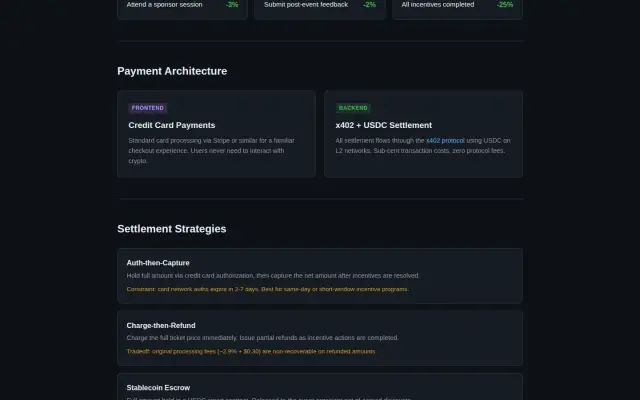 Attend a sponsor session -3%
Submit post-event feedback -2%
All incentives completed -25%
Payment Architecture
FRONTEND
Credit Card Payments
Standard card processing via Stripe or similar for a familiar
checkout experience. Users never need to interact with
crypto.
BACKEND
x402 + USDC Settlement
All settlement flows through the x402 protocol using USDC on
L2 networks. Sub-cent transaction costs, zero protocol fees.
Settlement Strategies
Auth-then-Capture
Hold full amount via credit card authorization, then capture the net amount after incentives are resolved.
Constraint: card network auths expire in 2-7 days. Best for same-day or short-window incentive programs.
Charge-then-Refund
Charge the full ticket price immediately. Issue partial refunds as incentive actions are completed.
Tradeoff: original processing fees (~2.9% + $0.30) are non-recoverable on refunded amounts.
Stablecoin Escrow